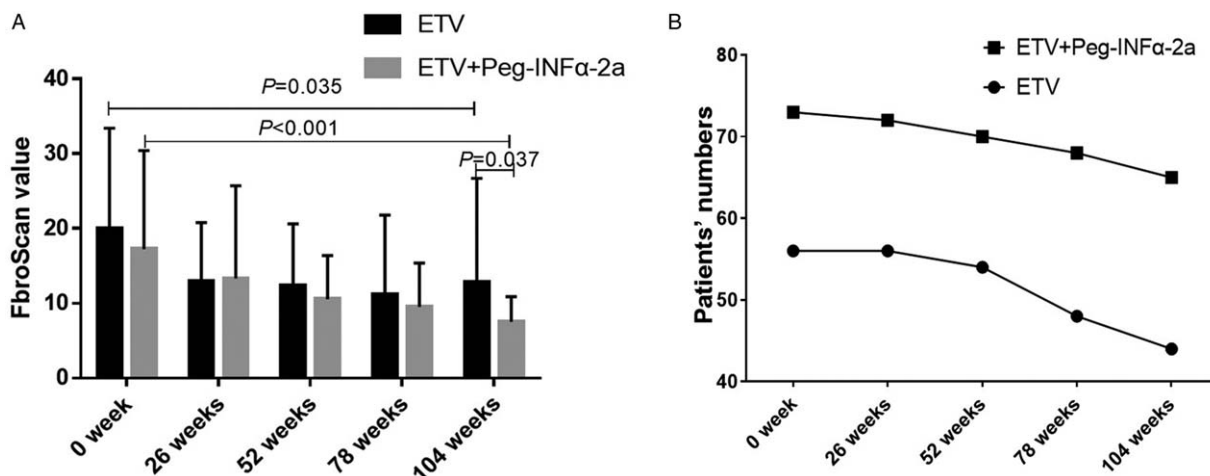 A
ETV
ETV+Peg-INFα-2a
40
30
20
10
0
FbroScan value
P=0.035
P<0.001
P=0.037
0 week
26 weeks
52 weeks
78 weeks
104 weeks
B
ETV+Peg-INFα-2a
ETV
80
70
60
50
40
Patients' numbers
0 week
26 weeks
52 weeks
78 weeks
104 weeks